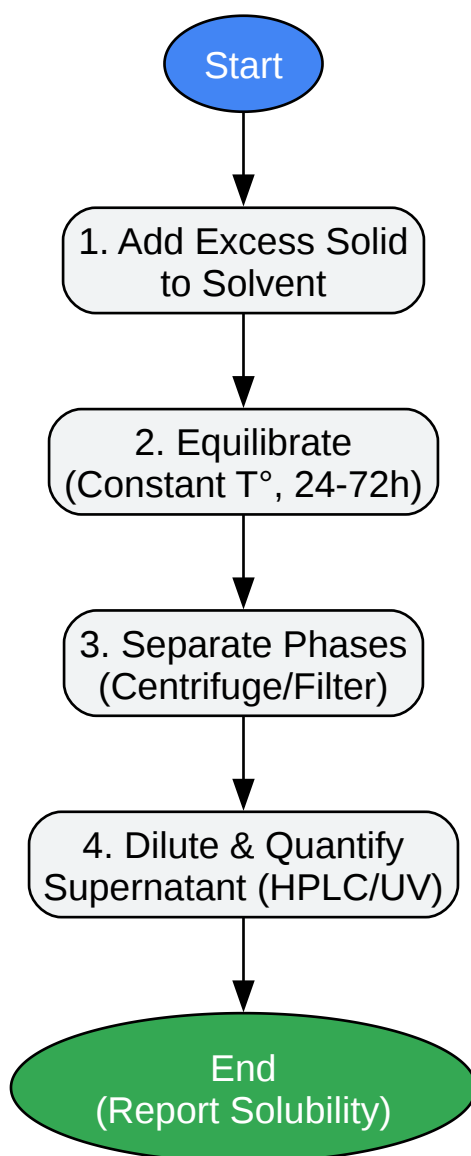 Start
1. Add Excess Solid
to Solvent
2. Equilibrate
(Constant T°, 24-72h)
3. Separate Phases
(Centrifuge/Filter)
4. Dilute & Quantify
Supernatant (HPLC/UV)
End
(Report Solubility)